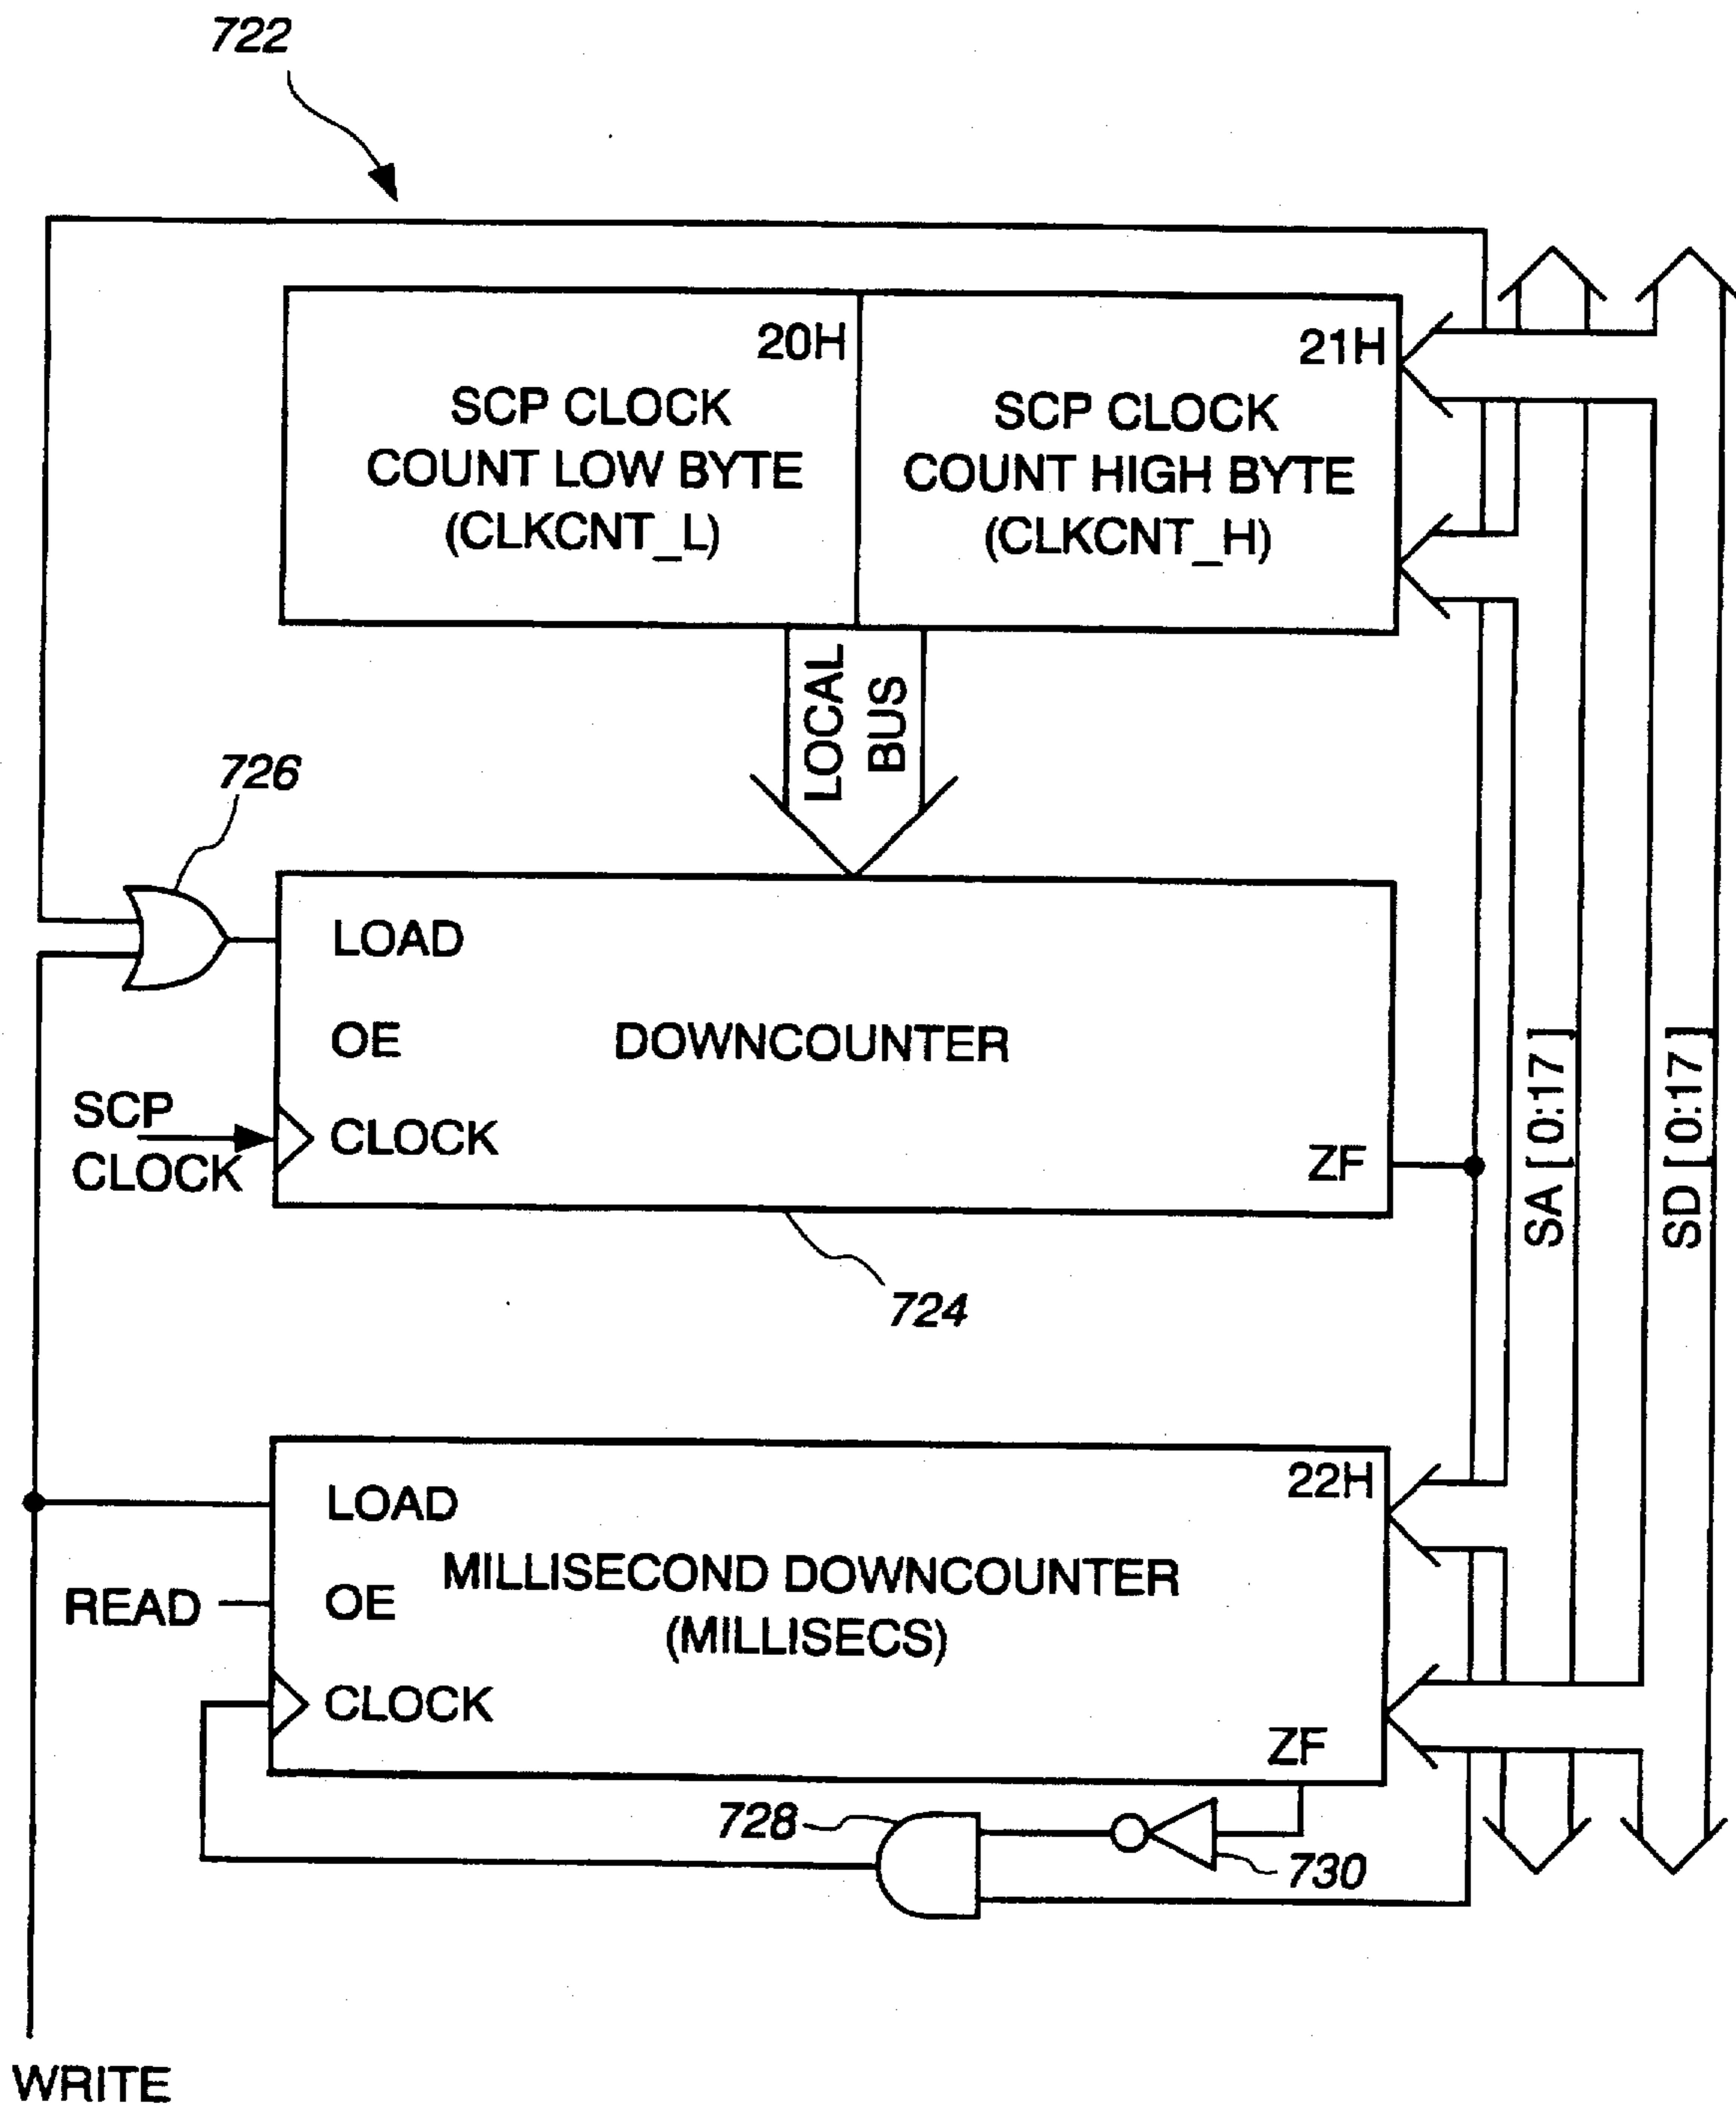 722
20H
SCP CLOCK
COUNT LOW BYTE
(CLKCNT_L)
21H
SCP CLOCK
COUNT HIGH BYTE
(CLKCNT_H)
LOCAL
BUS
726
LOAD
OE
DOWNCOUNTER
SCP
CLOCK
CLOCK
ZF
724
SA [ 0:17 ]
SD [ 0:17 ]
22H
LOAD
MILLISECOND DOWNCOUNTER
(MILLISECS)
READ
OE
CLOCK
ZF
728
730
WRITE